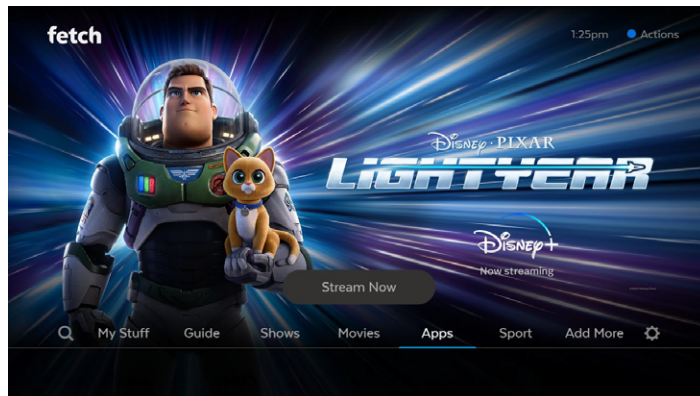 fetch
1:25pm Actions
Disney · PIXAR
LIGHTYEAR
Disney+
Now streaming
Stream Now
My Stuff Guide Shows Movies Apps Sport Add More